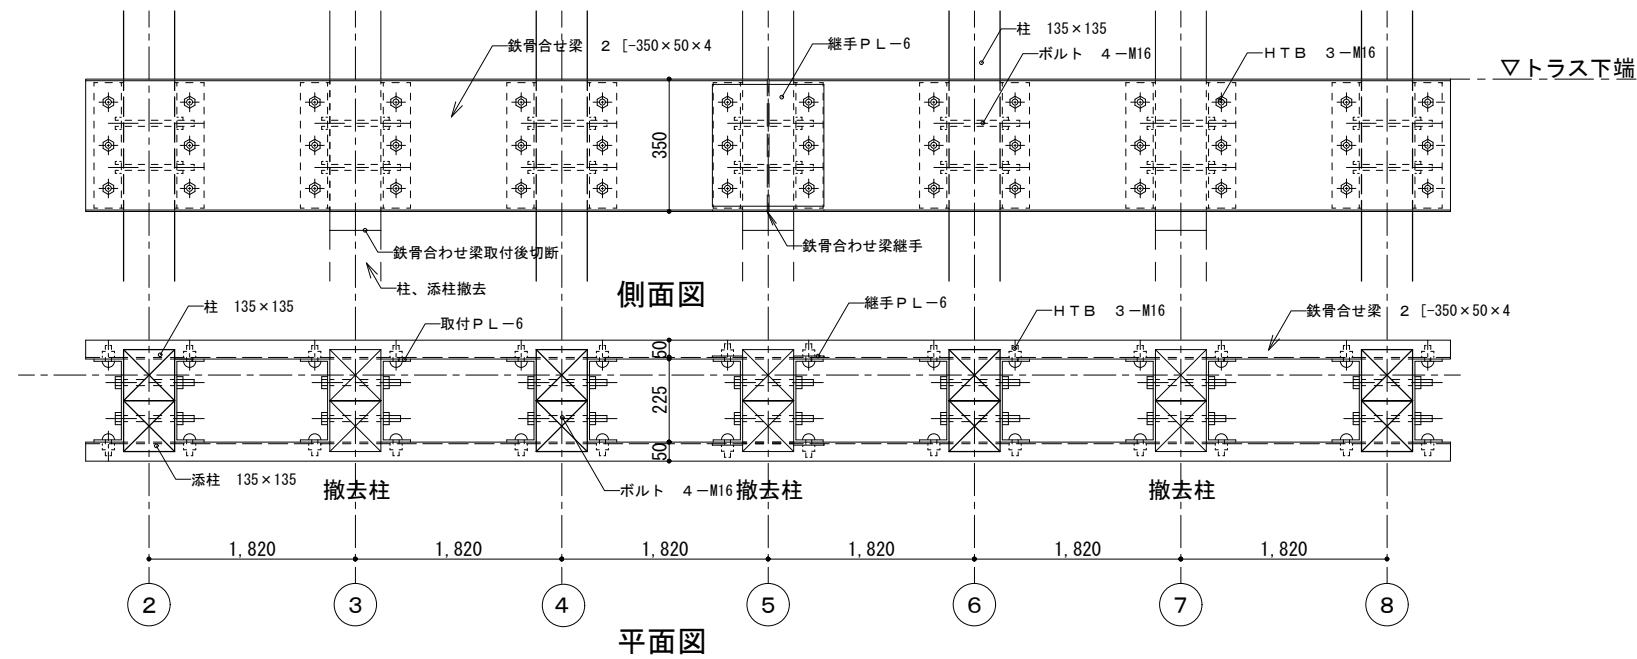 鉄骨合せ梁 2 [-350×50×4
継手PL-6
柱 135×135
ボルト 4-M16
HTB 3-M16
▽トラス下端
350
鉄骨合わせ梁取付後切断
鉄骨合わせ梁継手
柱、添柱撤去
側面図
柱 135×135
取付PL-6
継手PL-6
HTB 3-M16
鉄骨合せ梁 2 [-350×50×4
50
225
50
添柱 135×135
撤去柱
ボルト 4-M16
撤去柱
撤去柱
1,820
1,820
1,820
1,820
1,820
1,820
2
3
4
5
6
7
8
平面図